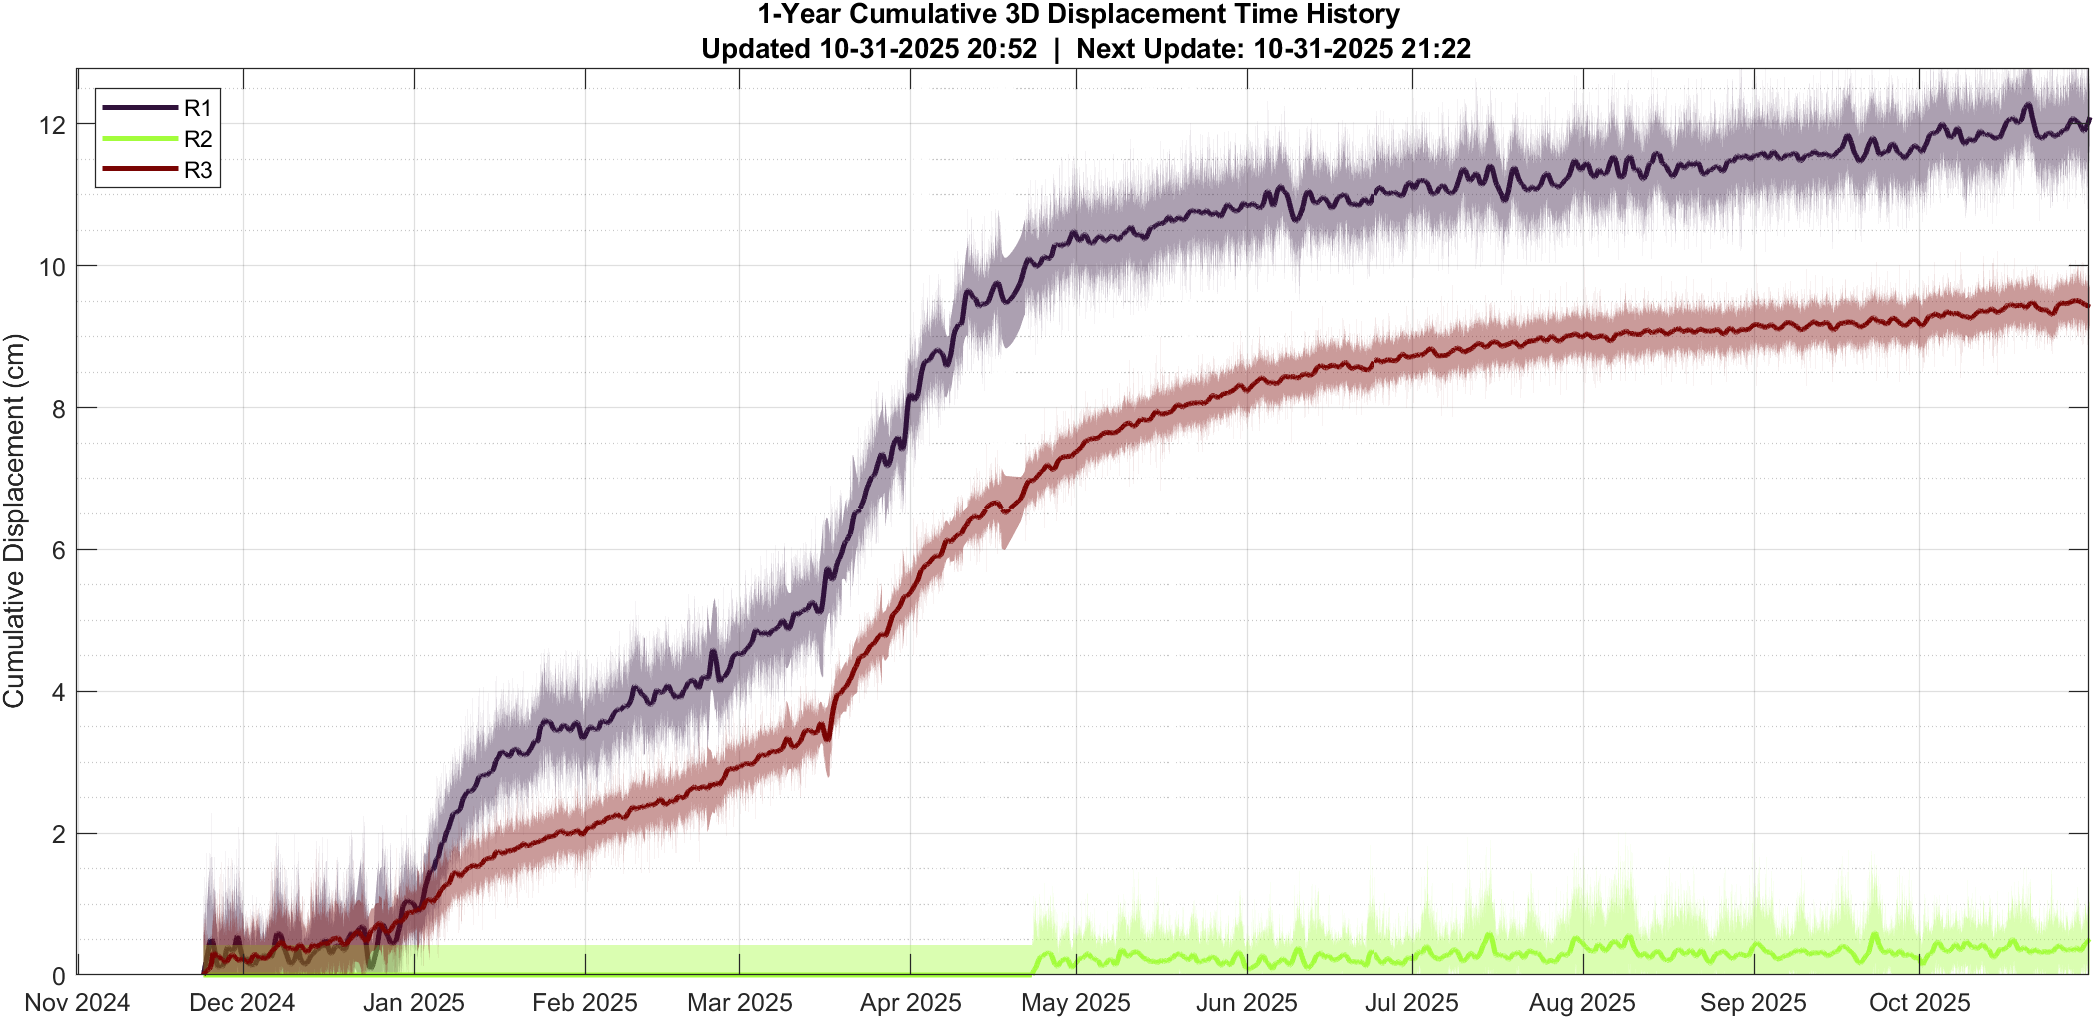 1-Year Cumulative 3D Displacement Time History
Updated 10-31-2025 20:52 | Next Update: 10-31-2025 21:22
R1
R2
R3
Cumulative Displacement (cm)
12
10
8
6
4
2
0
Nov 2024
Dec 2024
Jan 2025
Feb 2025
Mar 2025
Apr 2025
May 2025
Jun 2025
Jul 2025
Aug 2025
Sep 2025
Oct 2025